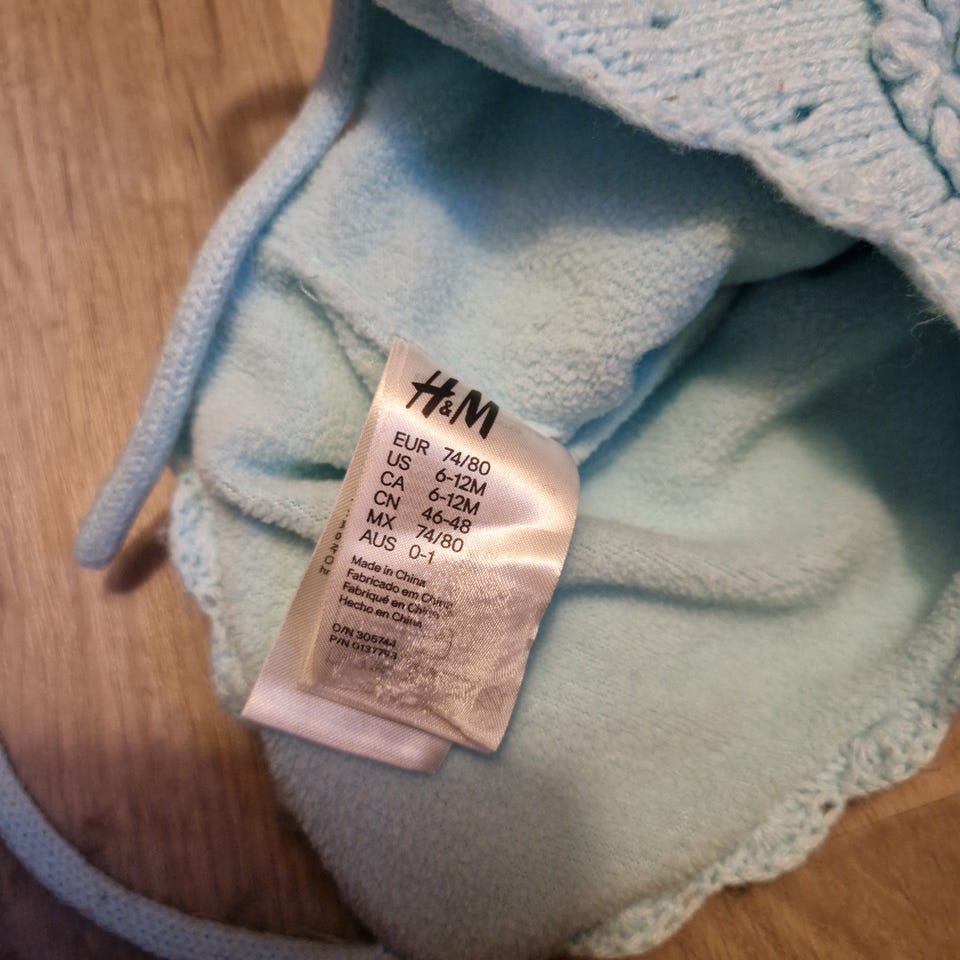 H&M
EUR 74/80
US 6-12M
CA 6-12M
CN 46-48
MX 74/80
AUS 0-1
Made in China
Fabricado em China
Fabriqué en Chine
Hecho en China
O/N 305744
P/N